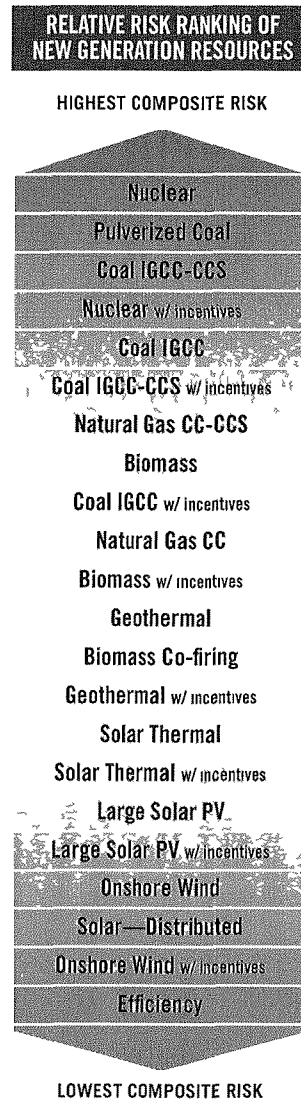 RELATIVE RISK RANKING OF
NEW GENERATION RESOURCES
HIGHEST COMPOSITE RISK
Nuclear
Pulverized Coal
Coal IGCC-CCS
Nuclear w/ incentives
Coal IGCC
Coal IGCC-CCS w/ incentives
Natural Gas CC-CCS
Biomass
Coal IGCC w/ incentives
Natural Gas CC
Biomass w/ incentives
Geothermal
Biomass Co-firing
Geothermal w/ incentives
Solar Thermal
Solar Thermal w/ incentives
Large Solar PV
Large Solar PV w/ incentives
Onshore Wind
Solar—Distributed
Onshore Wind w/ incentives
Efficiency
LOWEST COMPOSITE RISK